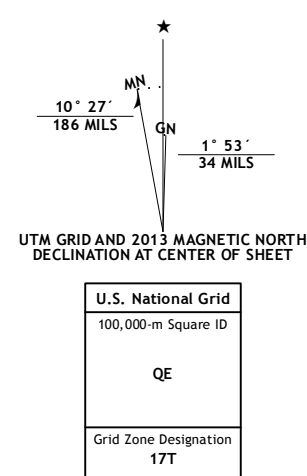 ★
MN
GN
10° 27´
186 MILS
1° 53´
34 MILS
UTM GRID AND 2013 MAGNETIC NORTH
DECLINATION AT CENTER OF SHEET
U.S. National Grid
100,000-m Square ID
QE
Grid Zone Designation
17T